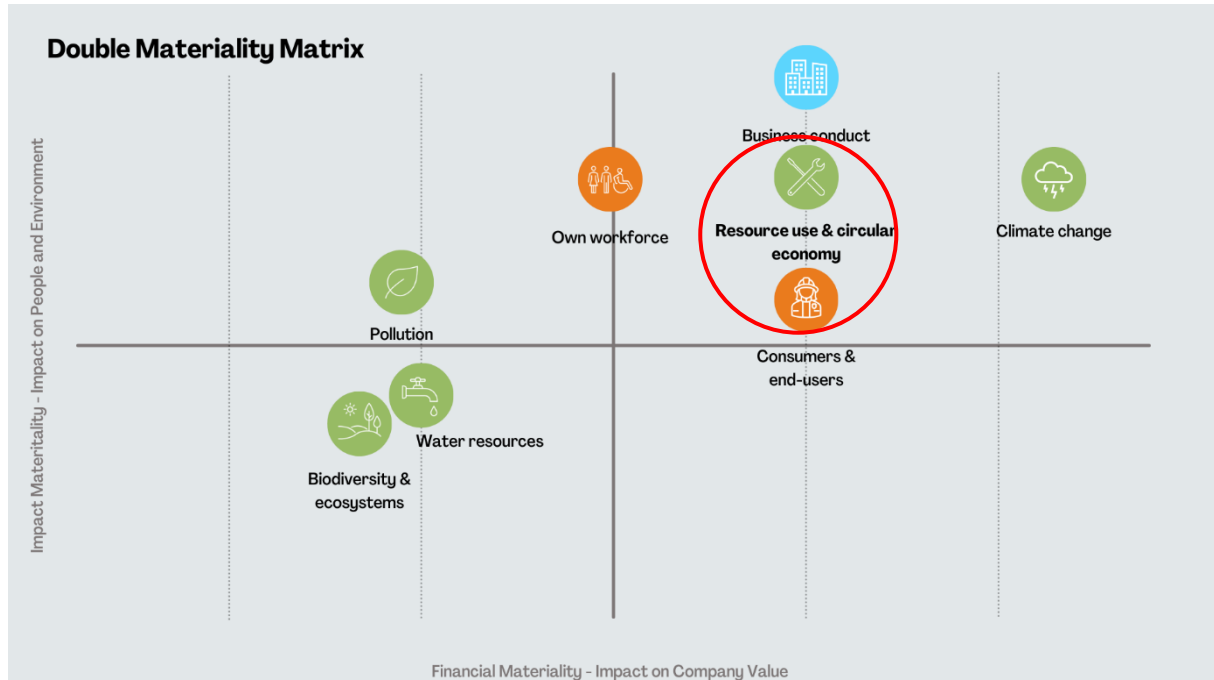 Double Materiality Matrix
Business conduct
Own workforce
Resource use & circular
economy
Climate change
Pollution
Consumers &
end-users
Water resources
Biodiversity &
ecosystems
Impact Materitality - Impact on People and Environment
Financial Materiality - Impact on Company Value